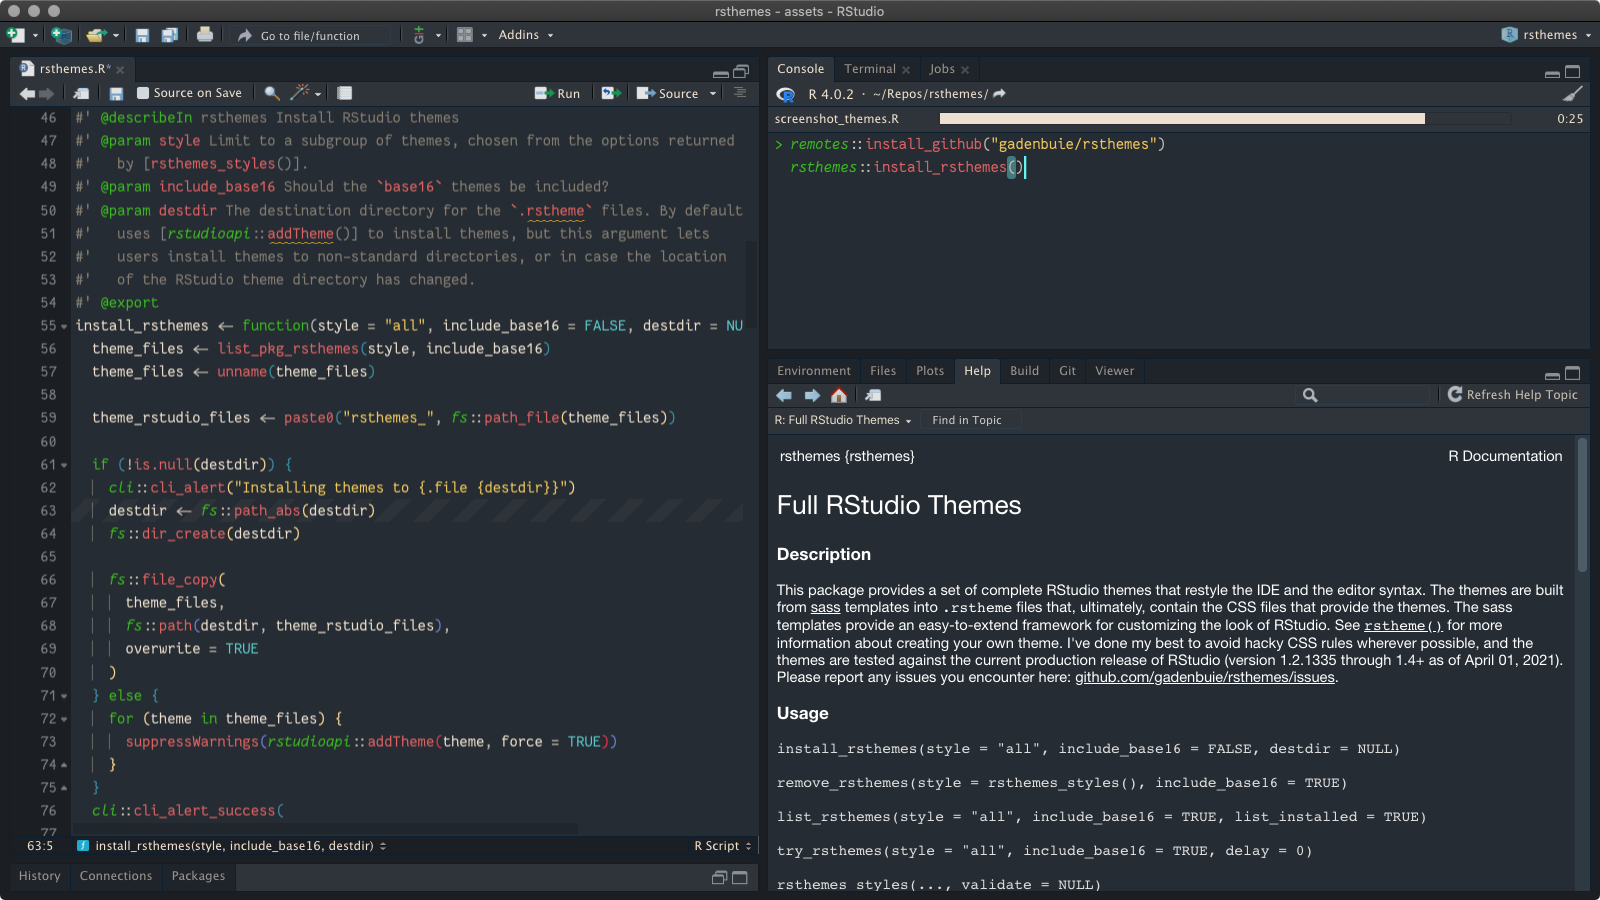 rsthemes - assets - RStudio
Go to file/function
Addins
rsthemes
rsthemes.R*
Source on Save
Run
Source
46 #' @describeIn rsthemes Install RStudio themes
47 #' @param style Limit to a subgroup of themes, chosen from the options returned
48 #'   by [rsthemes_styles()].
49 #' @param include_base16 Should the `base16` themes be included?
50 #' @param destdir The destination directory for the `.rstheme` files. By default
51 #'   uses [rstudioapi::addTheme()] to install themes, but this argument lets
52 #'   users install themes to non-standard directories, or in case the location
53 #'   of the RStudio theme directory has changed.
54 #' @export
55 install_rsthemes <- function(style = "all", include_base16 = FALSE, destdir = NU
56   theme_files <- list_pkg_rsthemes(style, include_base16)
57   theme_files <- unname(theme_files)
58
59   theme_rstudio_files <- paste0("rsthemes_", fs::path_file(theme_files))
60
61   if (!is.null(destdir)) {
62     cli::cli_alert("Installing themes to {.file {destdir}}")
63     destdir <- fs::path_abs(destdir)
64     fs::dir_create(destdir)
65
66     fs::file_copy(
67       theme_files,
68       fs::path(destdir, theme_rstudio_files),
69       overwrite = TRUE
70     )
71   } else {
72     for (theme in theme_files) {
73       suppressWarnings(rstudioapi::addTheme(theme, force = TRUE))
74     }
75   }
76   cli::cli_alert_success(
77
63:5 install_rsthemes(style, include_base16, destdir) R Script
History Connections Packages
Console Terminal Jobs
R 4.0.2 · ~/Repos/rsthemes/
screenshot_themes.R 0:25
> remotes::install_github("gadenbuie/rsthemes")
rsthemes::install_rsthemes()
Environment Files Plots Help Build Git Viewer
Refresh Help Topic
R: Full RStudio Themes Find in Topic
rsthemes {rsthemes} R Documentation
Full RStudio Themes
Description
This package provides a set of complete RStudio themes that restyle the IDE and the editor syntax. The themes are built
from sass templates into .rstheme files that, ultimately, contain the CSS files that provide the themes. The sass
templates provide an easy-to-extend framework for customizing the look of RStudio. See rstheme() for more
information about creating your own theme. I've done my best to avoid hacky CSS rules wherever possible, and the
themes are tested against the current production release of RStudio (version 1.2.1335 through 1.4+ as of April 01, 2021).
Please report any issues you encounter here: github.com/gadenbuie/rsthemes/issues.
Usage
install_rsthemes(style = "all", include_base16 = FALSE, destdir = NULL)
remove_rsthemes(style = rsthemes_styles(), include_base16 = TRUE)
list_rsthemes(style = "all", include_base16 = TRUE, list_installed = TRUE)
try_rsthemes(style = "all", include_base16 = TRUE, delay = 0)
rsthemes_styles(..., validate = NULL)